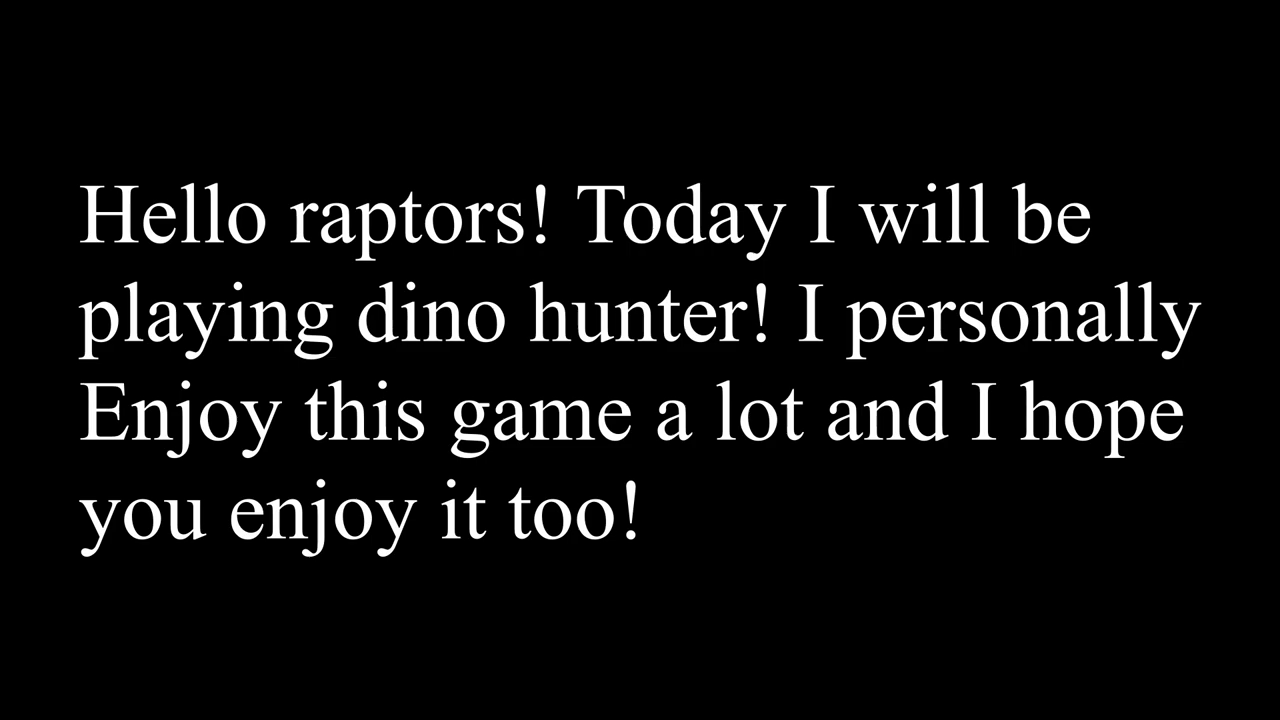 Hello raptors! Today I will be
playing dino hunter! I personally
Enjoy this game a lot and I hope
you enjoy it too!